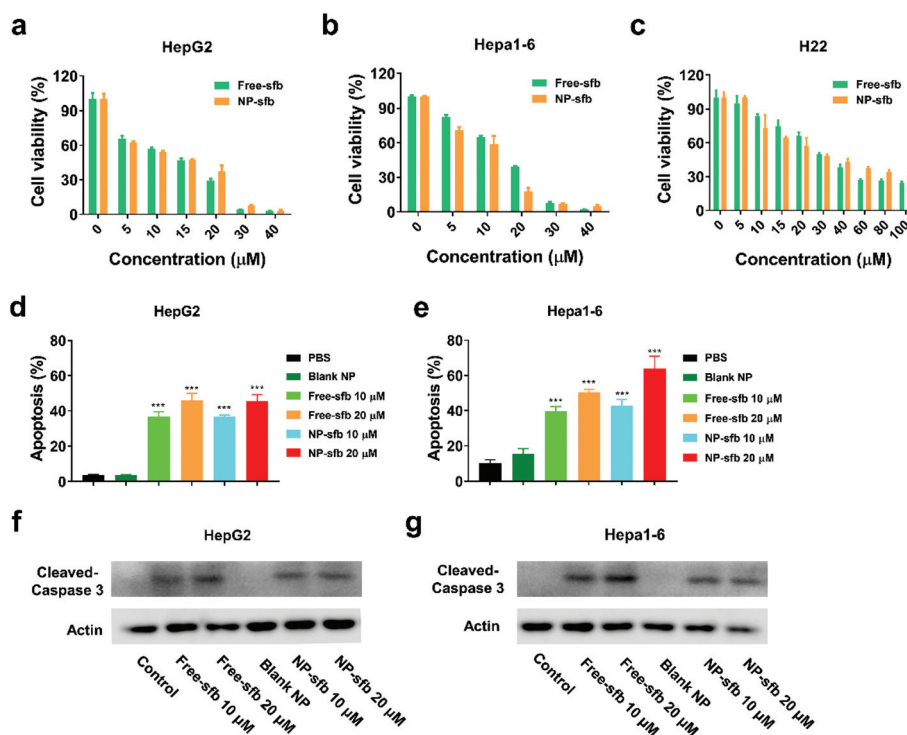 a
HepG2
Cell viability (%)
120
90
60
30
0
Free-sfb
NP-sfb
0 5 10 15 20 30 40
Concentration (μM)
b
Hepa1-6
Cell viability (%)
120
90
60
30
0
Free-sfb
NP-sfb
0 5 10 20 30 40
Concentration (μM)
c
H22
Cell viability (%)
120
90
60
30
0
Free-sfb
NP-sfb
0 5 10 15 20 30 40 60 80 100
Concentration (μM)
d
HepG2
Apoptosis (%)
80
60
40
20
0
*** *** *** ***
PBS
Blank NP
Free-sfb 10 μM
Free-sfb 20 μM
NP-sfb 10 μM
NP-sfb 20 μM
e
Hepa1-6
Apoptosis (%)
80
60
40
20
0
*** *** *** ***
PBS
Blank NP
Free-sfb 10 μM
Free-sfb 20 μM
NP-sfb 10 μM
NP-sfb 20 μM
f
HepG2
Cleaved-
Caspase 3
Actin
Control
Free-sfb 10 μM
Free-sfb 20 μM
Blank NP
NP-sfb 10 μM
NP-sfb 20 μM
g
Hepa1-6
Cleaved-
Caspase 3
Actin
Control
Free-sfb 10 μM
Free-sfb 20 μM
Blank NP
NP-sfb 10 μM
NP-sfb 20 μM